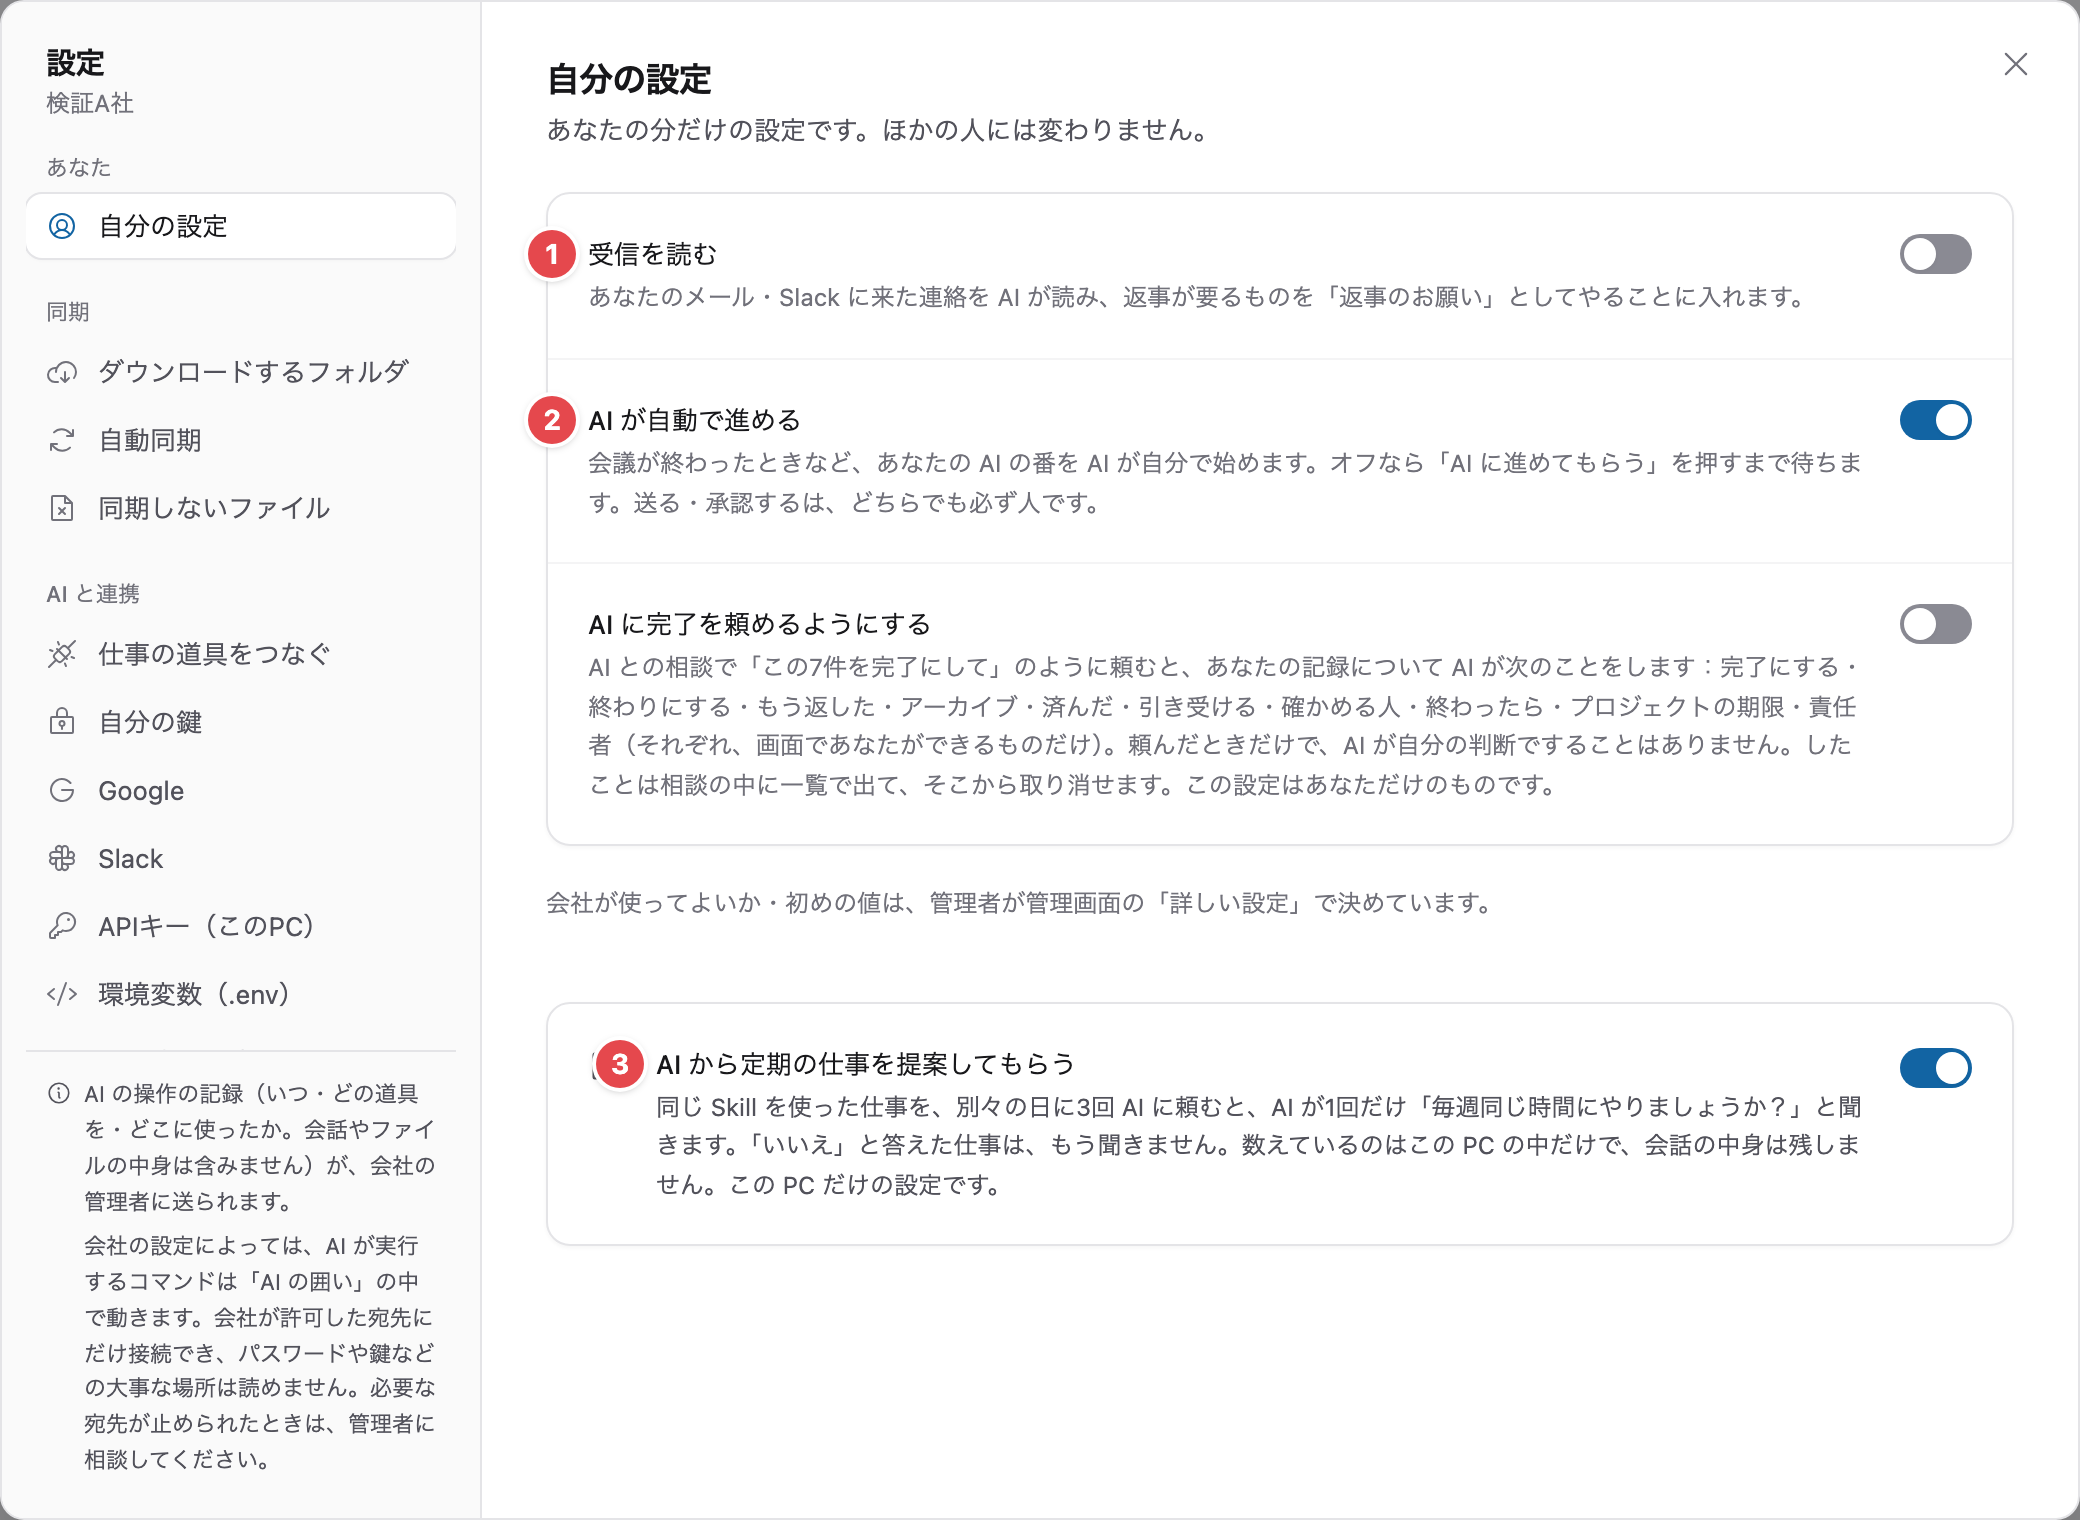 設定
検証A社
あなた
自分の設定
同期
ダウンロードするフォルダ
自動同期
同期しないファイル
AI と連携
仕事の道具をつなぐ
自分の鍵
Google
Slack
APIキー（このPC）
環境変数（.env）
AI の操作の記録（いつ・どの道具
を・どこに使ったか。会話やファイ
ルの中身は含みません）が、会社の
管理者に送られます。
会社の設定によっては、AI が実行
するコマンドは「AI の囲い」の中
で動きます。会社が許可した宛先に
だけ接続でき、パスワードや鍵など
の大事な場所は読めません。必要な
宛先が止められたときは、管理者に
相談してください。
自分の設定
あなたの分だけの設定です。ほかの人には変わりません。
1 受信を読む
あなたのメール・Slack に来た連絡を AI が読み、返事が要るものを「返事のお願い」としてやることに入れます。
2 AI が自動で進める
会議が終わったときなど、あなたの AI の番を AI が自分で始めます。オフなら「AI に進めてもらう」を押すまで待ちま
す。送る・承認するは、どちらでも必ず人です。
AI に完了を頼めるようにする
AI との相談で「この7件を完了にして」のように頼むと、あなたの記録について AI が次のことをします：完了にする・
終わりにする・もう返した・アーカイブ・済んだ・引き受ける・確かめる人・終わったら・プロジェクトの期限・責任
者（それぞれ、画面であなたができるものだけ）。頼んだときだけで、AI が自分の判断ですることはありません。した
ことは相談の中に一覧で出て、そこから取り消せます。この設定はあなただけのものです。
会社が使ってよいか・初めの値は、管理者が管理画面の「詳しい設定」で決めています。
3 AI から定期の仕事を提案してもらう
同じ Skill を使った仕事を、別々の日に3回 AI に頼むと、AI が1回だけ「毎週同じ時間にやりましょうか？」と聞
きます。「いいえ」と答えた仕事は、もう聞きません。数えているのはこの PC の中だけで、会話の中身は残しま
せん。この PC だけの設定です。